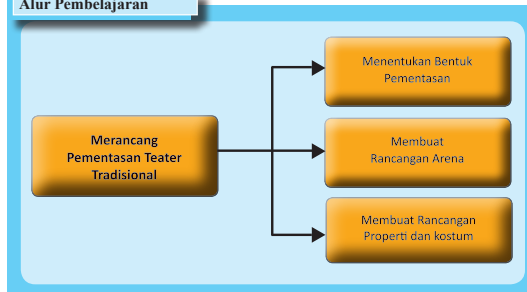 Alur Pembelajaran
Merancang
Pementasan Teater
Tradisional
Menentukan Bentuk
Pementasan
Membuat
Rancangan Arena
Membuat Rancangan
Properti dan kostum